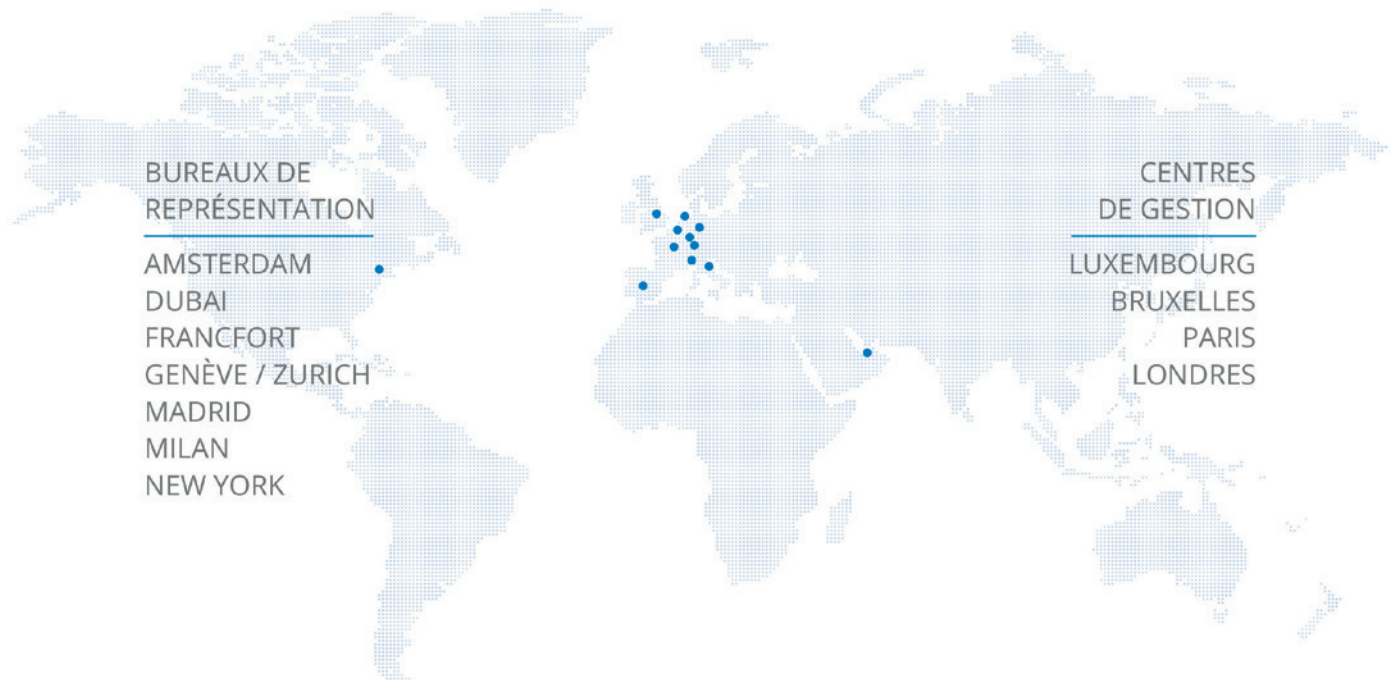 BUREAUX DE
REPRÉSENTATION
AMSTERDAM
DUBAI
FRANCFORT
GENÈVE / ZURICH
MADRID
MILAN
NEW YORK
CENTRES
DE GESTION
LUXEMBOURG
BRUXELLES
PARIS
LONDRES